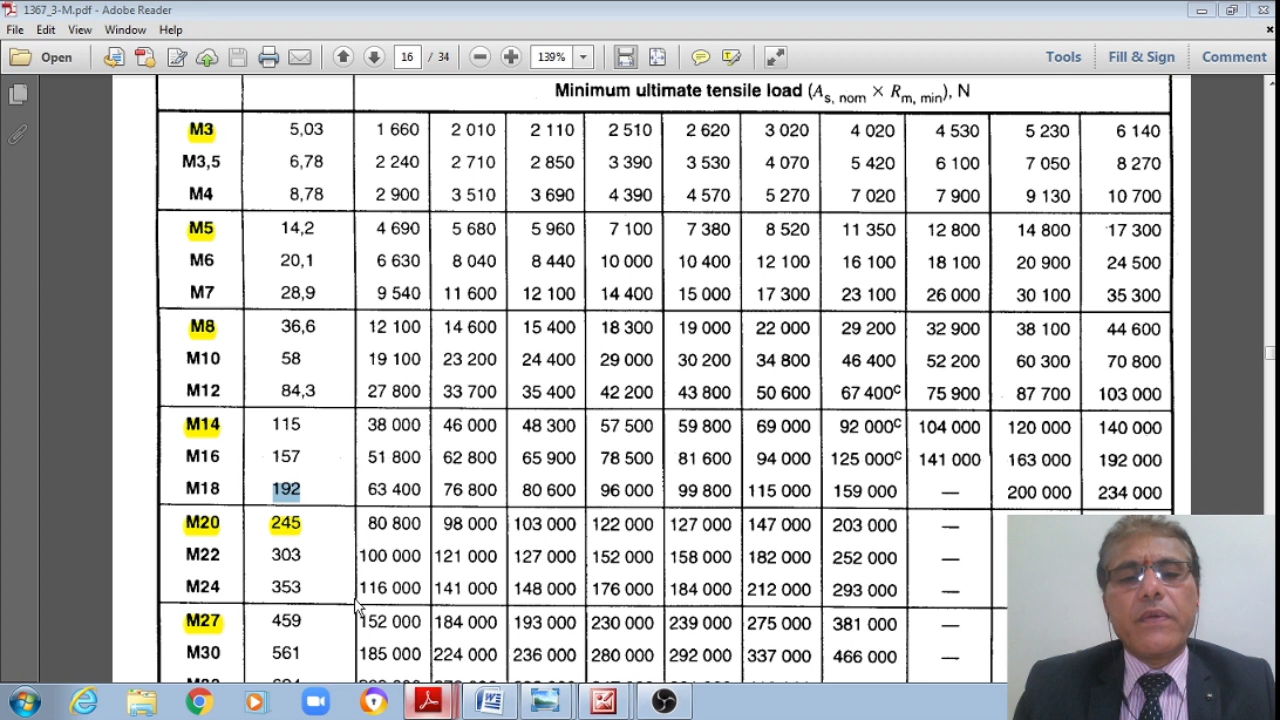 1367_3-M.pdf - Adobe Reader
File Edit View Window Help
Open 16 / 34 139% Tools Fill & Sign Comment
Minimum ultimate tensile load (As, nom × Rm, min), N
M3 5,03 1 660 2 010 2 110 2 510 2 620 3 020 4 020 4 530 5 230 6 140
M3,5 6,78 2 240 2 710 2 850 3 390 3 530 4 070 5 420 6 100 7 050 8 270
M4 8,78 2 900 3 510 3 690 4 390 4 570 5 270 7 020 7 900 9 130 10 700
M5 14,2 4 690 5 680 5 960 7 100 7 380 8 520 11 350 12 800 14 800 17 300
M6 20,1 6 630 8 040 8 440 10 000 10 400 12 100 16 100 18 100 20 900 24 500
M7 28,9 9 540 11 600 12 100 14 400 15 000 17 300 23 100 26 000 30 100 35 300
M8 36,6 12 100 14 600 15 400 18 300 19 000 22 000 29 200 32 900 38 100 44 600
M10 58 19 100 23 200 24 400 29 000 30 200 34 800 46 400 52 200 60 300 70 800
M12 84,3 27 800 33 700 35 400 42 200 43 800 50 600 67 400c 75 900 87 700 103 000
M14 115 38 000 46 000 48 300 57 500 59 800 69 000 92 000c 104 000 120 000 140 000
M16 157 51 800 62 800 65 900 78 500 81 600 94 000 125 000c 141 000 163 000 192 000
M18 192 63 400 76 800 80 600 96 000 99 800 115 000 159 000 — 200 000 234 000
M20 245 80 800 98 000 103 000 122 000 127 000 147 000 203 000 —
M22 303 100 000 121 000 127 000 152 000 158 000 182 000 252 000 —
M24 353 116 000 141 000 148 000 176 000 184 000 212 000 293 000 —
M27 459 152 000 184 000 193 000 230 000 239 000 275 000 381 000 —
M30 561 185 000 224 000 236 000 280 000 292 000 337 000 466 000 —